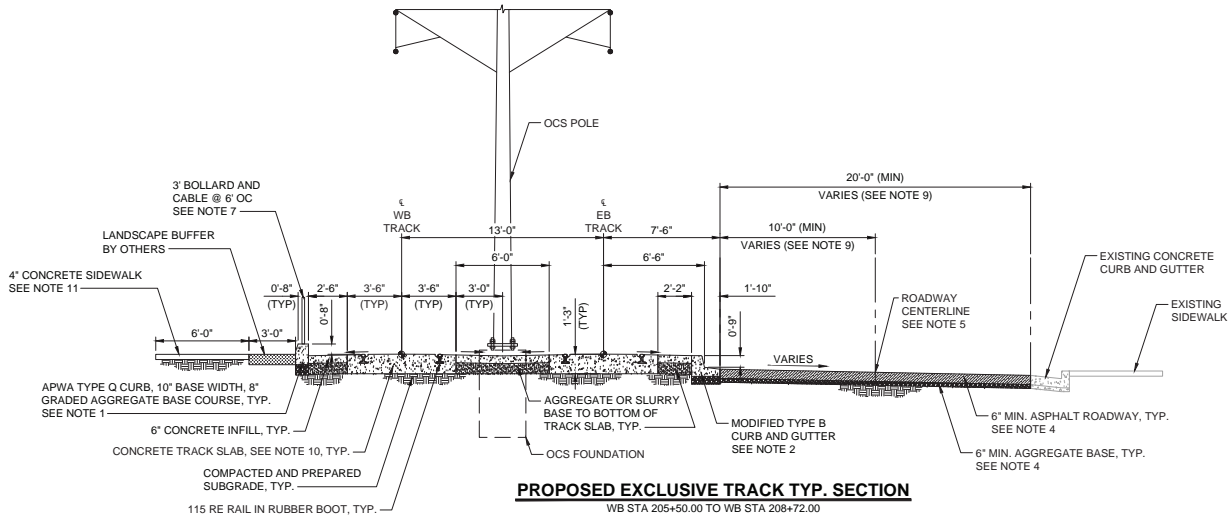 OCS POLE
20'-0" (MIN)
VARIES (SEE NOTE 9)
3' BOLLARD AND
CABLE @ 6' OC
SEE NOTE 7
℄
WB
TRACK
℄
EB
TRACK
13'-0"
7'-6"
10'-0" (MIN)
VARIES (SEE NOTE 9)
LANDSCAPE BUFFER
BY OTHERS
6'-0"
6'-6"
EXISTING CONCRETE
CURB AND GUTTER
4" CONCRETE SIDEWALK
SEE NOTE 11
0'-8"
(TYP)
2'-6"
(TYP)
3'-6"
(TYP)
3'-6"
(TYP)
3'-0"
(TYP)
2'-2"
1'-10"
ROADWAY
CENTERLINE
SEE NOTE 5
EXISTING
SIDEWALK
0'-8"
1'-3"
(TYP)
0'-9"
6'-0"
3'-0"
VARIES
APWA TYPE Q CURB, 10" BASE WIDTH, 8"
GRADED AGGREGATE BASE COURSE, TYP.
SEE NOTE 1
6" CONCRETE INFILL, TYP.
CONCRETE TRACK SLAB, SEE NOTE 10, TYP.
COMPACTED AND PREPARED
SUBGRADE, TYP.
115 RE RAIL IN RUBBER BOOT, TYP.
AGGREGATE OR SLURRY
BASE TO BOTTOM OF
TRACK SLAB, TYP.
OCS FOUNDATION
MODIFIED TYPE B
CURB AND GUTTER
SEE NOTE 2
6" MIN. ASPHALT ROADWAY, TYP.
SEE NOTE 4
6" MIN. AGGREGATE BASE, TYP.
SEE NOTE 4
PROPOSED EXCLUSIVE TRACK TYP. SECTION
WB STA 205+50.00 TO WB STA 208+72.00